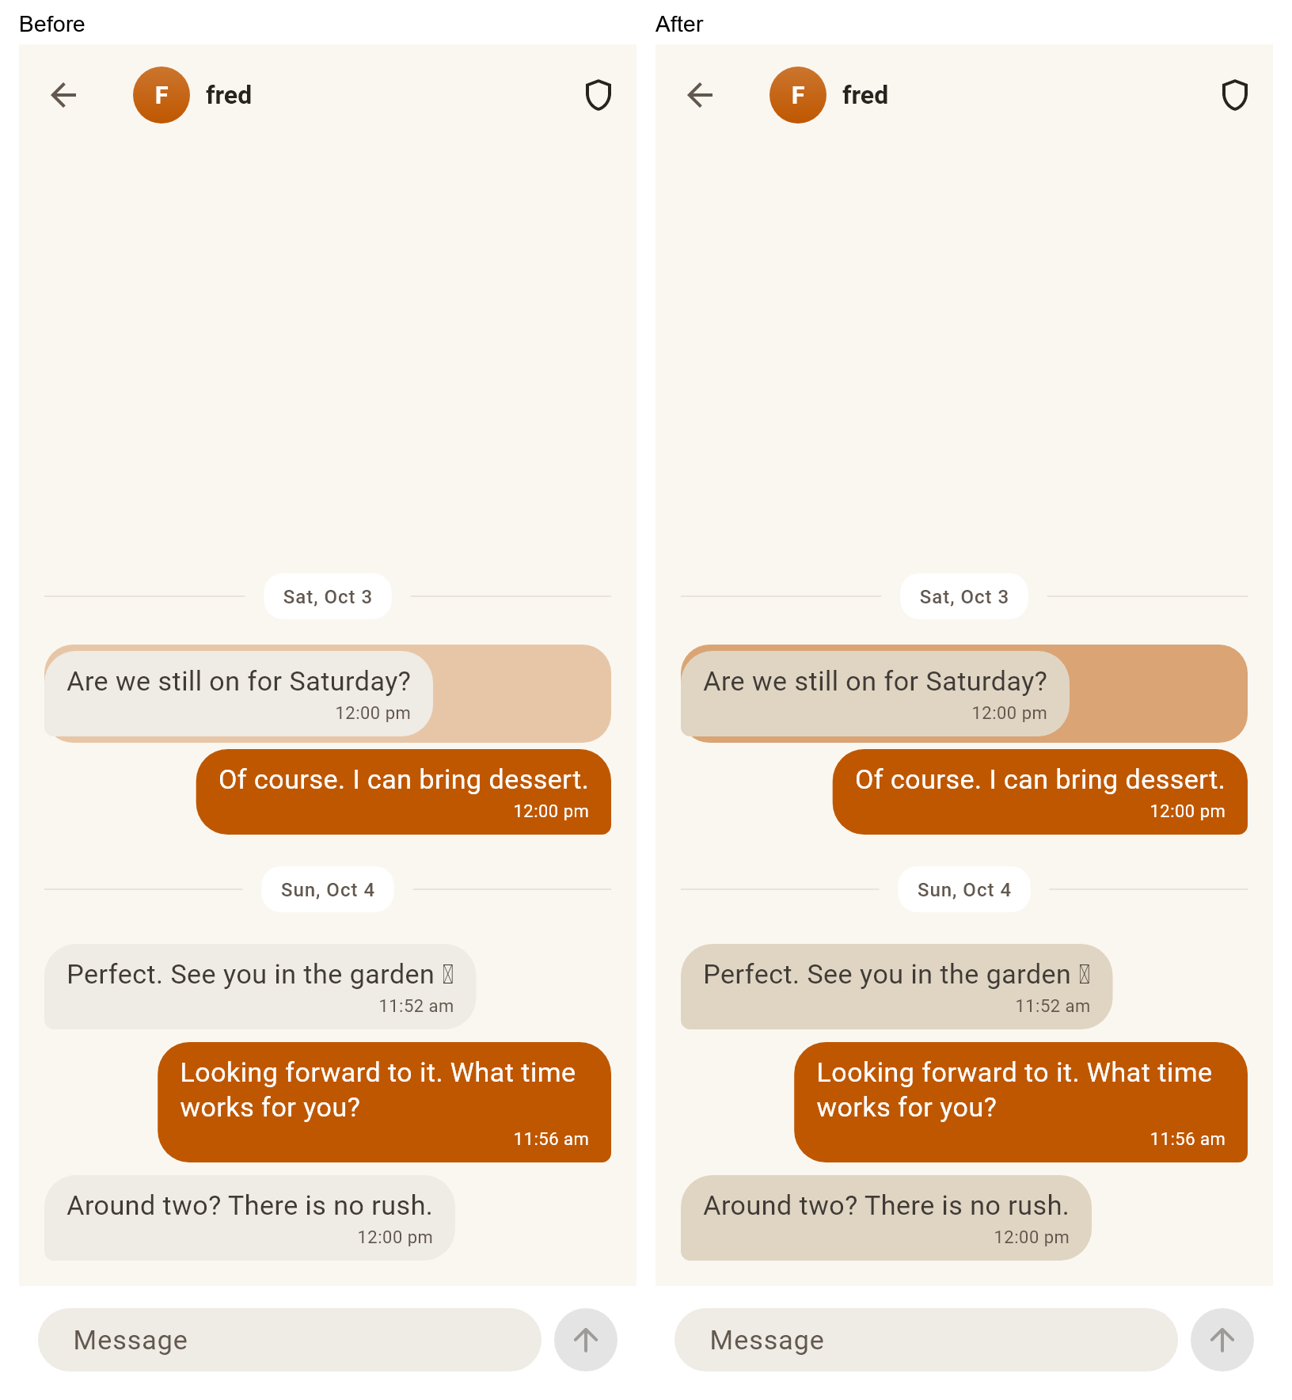 Before
F
fred
Sat, Oct 3
Are we still on for Saturday?
12:00 pm
Of course. I can bring dessert.
12:00 pm
Sun, Oct 4
Perfect. See you in the garden
11:52 am
Looking forward to it. What time
works for you?
11:56 am
Around two? There is no rush.
12:00 pm
Message
After
F
fred
Sat, Oct 3
Are we still on for Saturday?
12:00 pm
Of course. I can bring dessert.
12:00 pm
Sun, Oct 4
Perfect. See you in the garden
11:52 am
Looking forward to it. What time
works for you?
11:56 am
Around two? There is no rush.
12:00 pm
Message